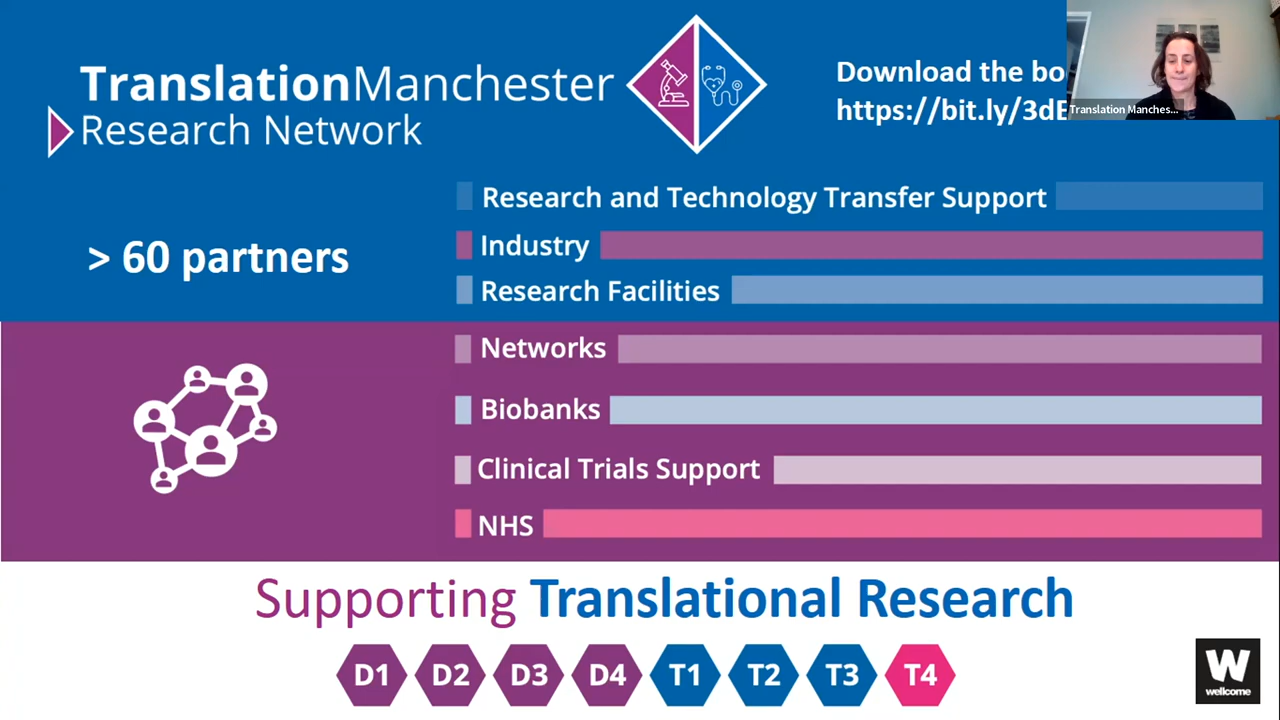 TranslationManchester
Research Network
Download the bo
https://bit.ly/3dE
Translation Manches...
> 60 partners
Research and Technology Transfer Support
Industry
Research Facilities
Networks
Biobanks
Clinical Trials Support
NHS
Supporting Translational Research
D1 D2 D3 D4 T1 T2 T3 T4
W
wellcome